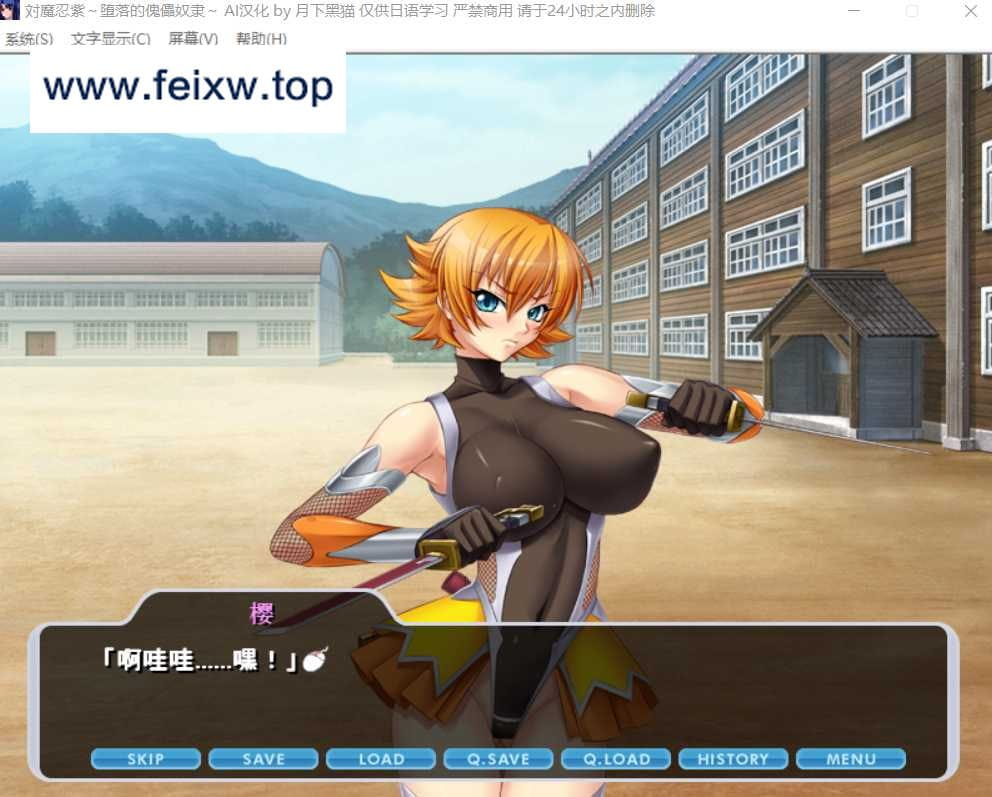 对魔忍紫～堕落的傀儡奴隶～ AI汉化 by 月下黑猫 仅供日语学习 严禁商用 请于24小时之内删除
系统(S) 文字显示(C) 屏幕(V) 帮助(H)
www.feixw.top
樱
「啊哇哇......嘿！」
SKIP SAVE LOAD Q.SAVE Q.LOAD HISTORY MENU